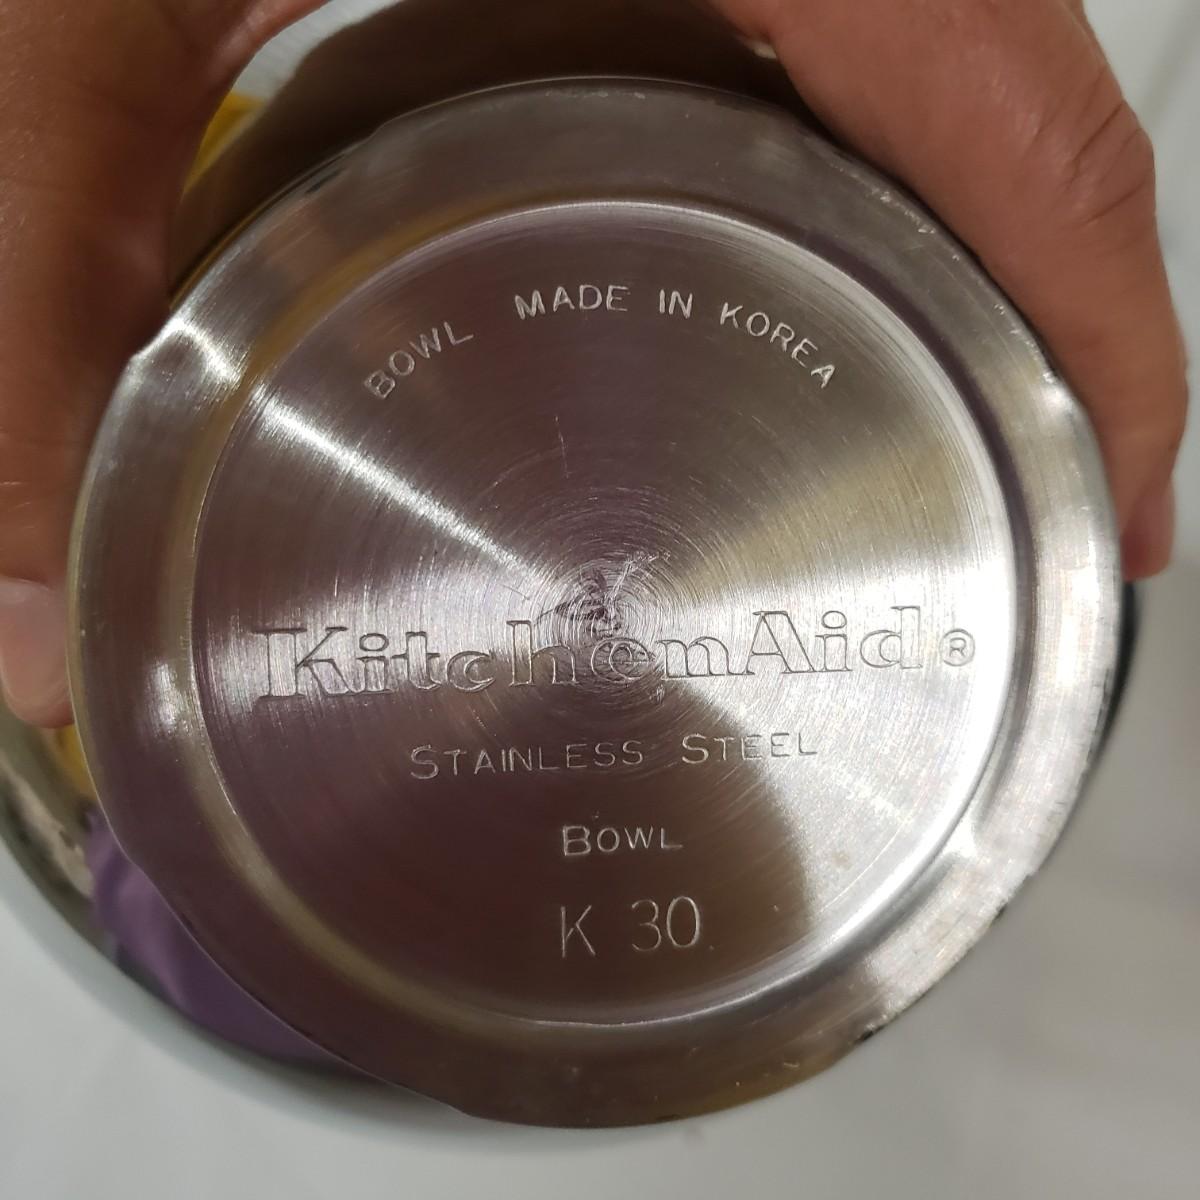 BOWL MADE IN KOREA
KitchenAid®
STAINLESS STEEL
BOWL
K 30